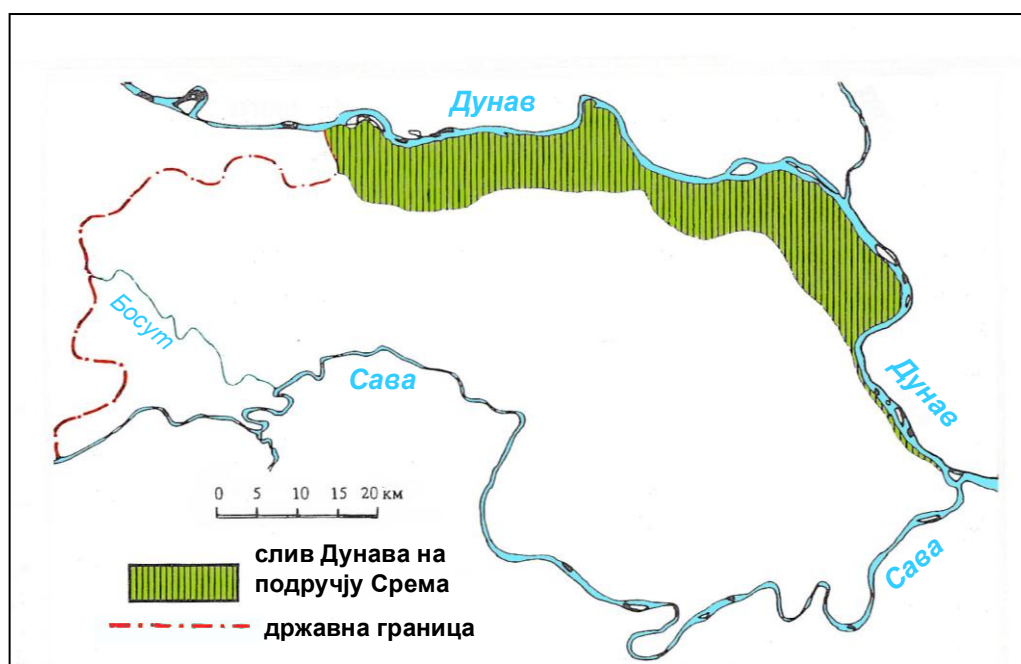 Дунав
Босут
Сава
Дунав
Сава
0 5 10 15 20 км
слив Дунава на
подручју Срема
државна граница